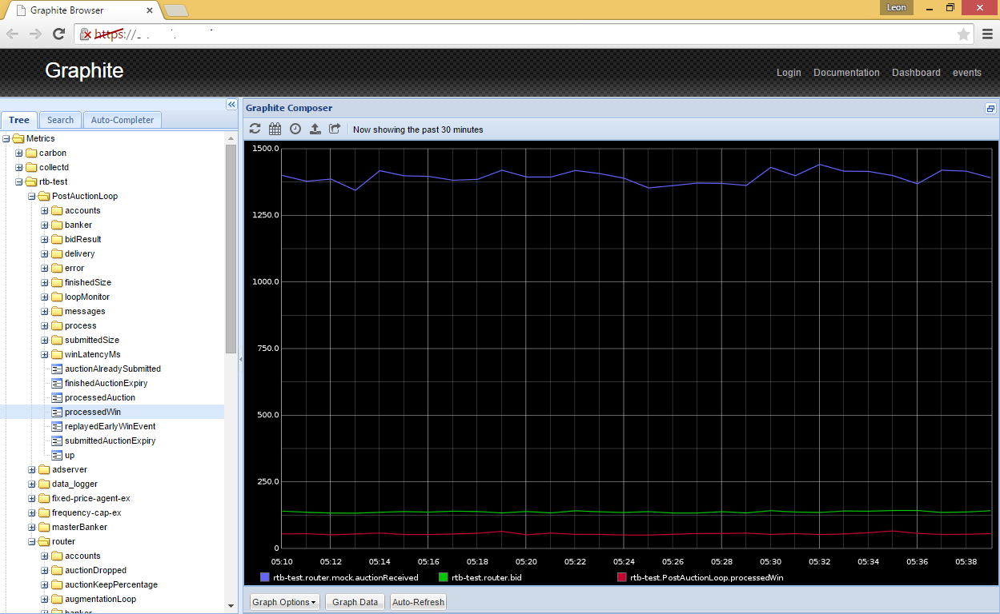 Graphite Browser
Leon
https://
Graphite
Login Documentation Dashboard events
Tree Search Auto-Completer
Metrics
carbon
collectd
rtb-test
PostAuctionLoop
accounts
banker
bidResult
delivery
error
finishedSize
loopMonitor
messages
process
submittedSize
winLatencyMs
auctionAlreadySubmitted
finishedAuctionExpiry
processedAuction
processedWin
replayedEarlyWinEvent
submittedAuctionExpiry
up
adserver
data_logger
fixed-price-agent-ex
frequency-cap-ex
masterBanker
router
accounts
auctionDropped
auctionKeepPercentage
augmentationLoop
Graphite Composer
Now showing the past 30 minutes
1500.0
1250.0
1000.0
750.0
500.0
250.0
0
05:10 05:12 05:14 05:16 05:18 05:20 05:22 05:24 05:26 05:28 05:30 05:32 05:34 05:36 05:38
rtb-test.router.mock.auctionReceived rtb-test.router.bid rtb-test.PostAuctionLoop.processedWin
Graph Options Graph Data Auto-Refresh